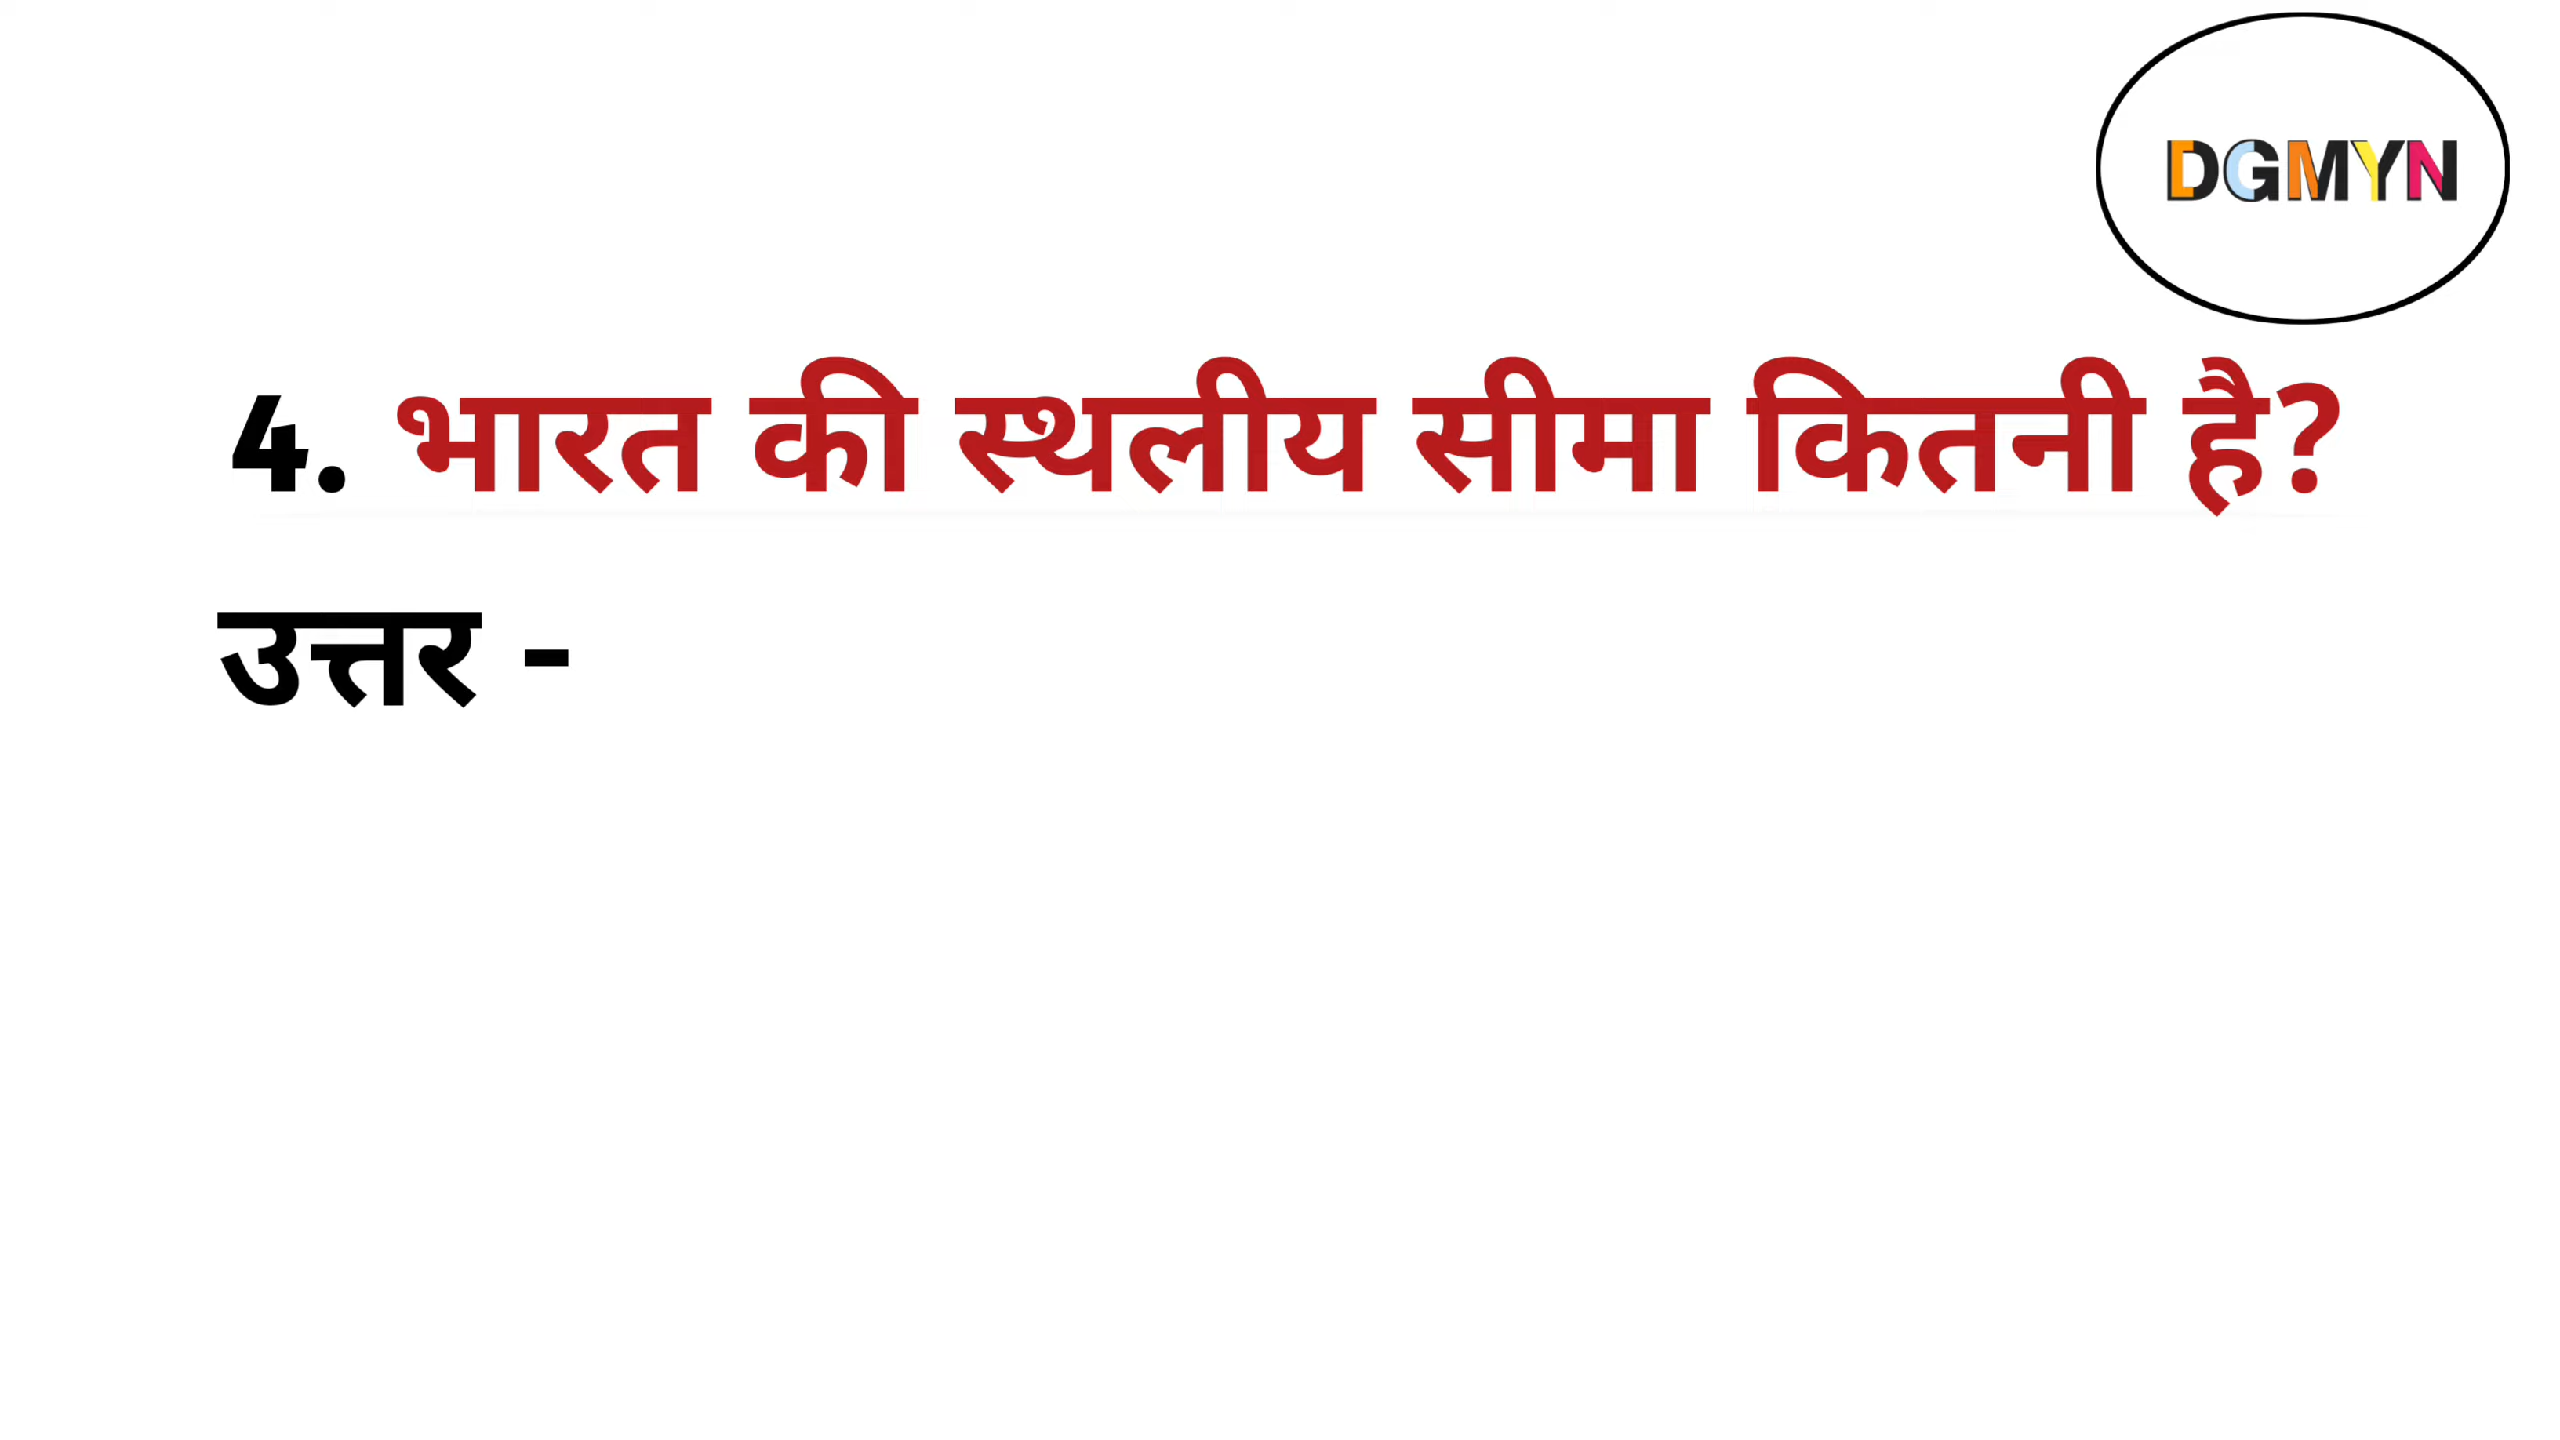 DGMYN
4. भारत की स्थलीय सीमा कितनी है?
उत्तर -